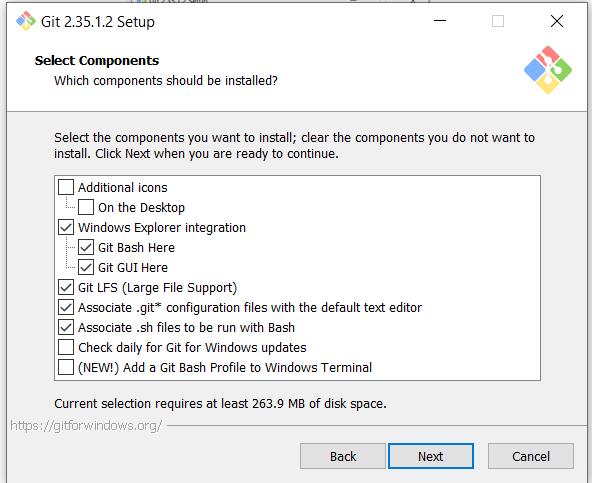 Git 2.35.1.2 Setup
Select Components
Which components should be installed?
Select the components you want to install; clear the components you do not want to
install. Click Next when you are ready to continue.
Additional icons
On the Desktop
Windows Explorer integration
Git Bash Here
Git GUI Here
Git LFS (Large File Support)
Associate .git* configuration files with the default text editor
Associate .sh files to be run with Bash
Check daily for Git for Windows updates
(NEW!) Add a Git Bash Profile to Windows Terminal
Current selection requires at least 263.9 MB of disk space.
https://gitforwindows.org/
Back
Next
Cancel